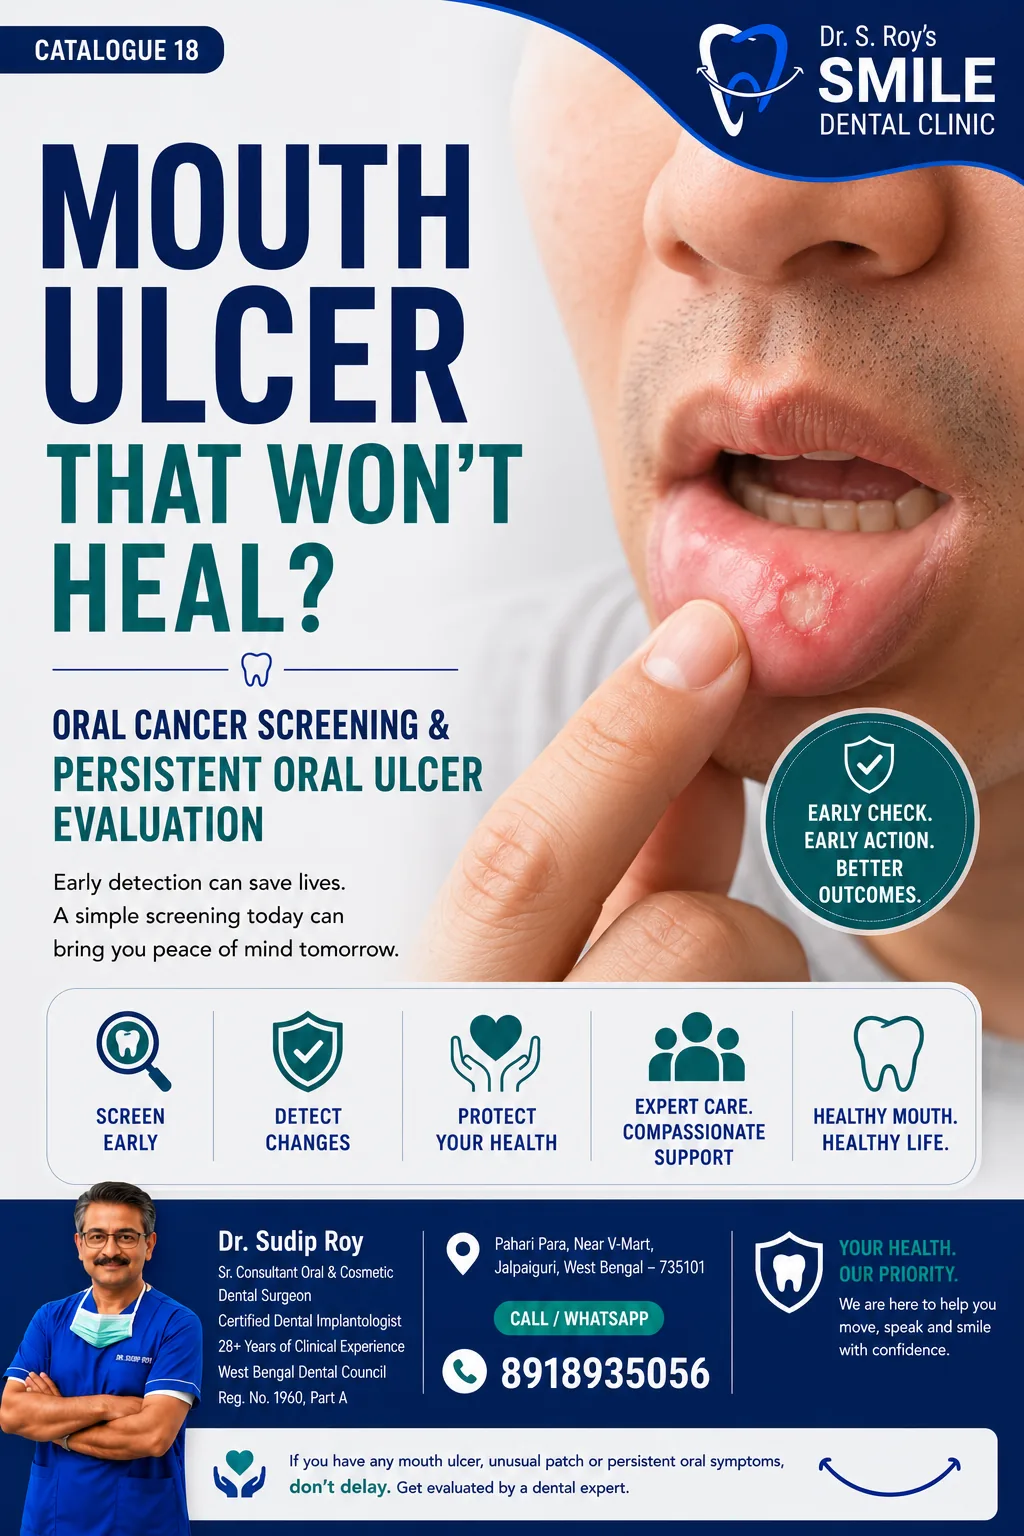 CATALOGUE 18
Dr. S. Roy's
SMILE
DENTAL CLINIC
MOUTH
ULCER
THAT WON'T
HEAL?
ORAL CANCER SCREENING &
PERSISTENT ORAL ULCER
EVALUATION
Early detection can save lives.
A simple screening today can
bring you peace of mind tomorrow.
EARLY CHECK.
EARLY ACTION.
BETTER
OUTCOMES.
SCREEN
EARLY
DETECT
CHANGES
PROTECT
YOUR HEALTH
EXPERT CARE.
COMPASSIONATE
SUPPORT
HEALTHY MOUTH.
HEALTHY LIFE.
DR. SUDIP ROY
Dr. Sudip Roy
Sr. Consultant Oral & Cosmetic
Dental Surgeon
Certified Dental Implantologist
28+ Years of Clinical Experience
West Bengal Dental Council
Reg. No. 1960, Part A
Pahari Para, Near V-Mart,
Jalpaiguri, West Bengal – 735101
CALL / WHATSAPP
8918935056
YOUR HEALTH.
OUR PRIORITY.
We are here to help you
move, speak and smile
with confidence.
If you have any mouth ulcer, unusual patch or persistent oral symptoms,
don't delay. Get evaluated by a dental expert.